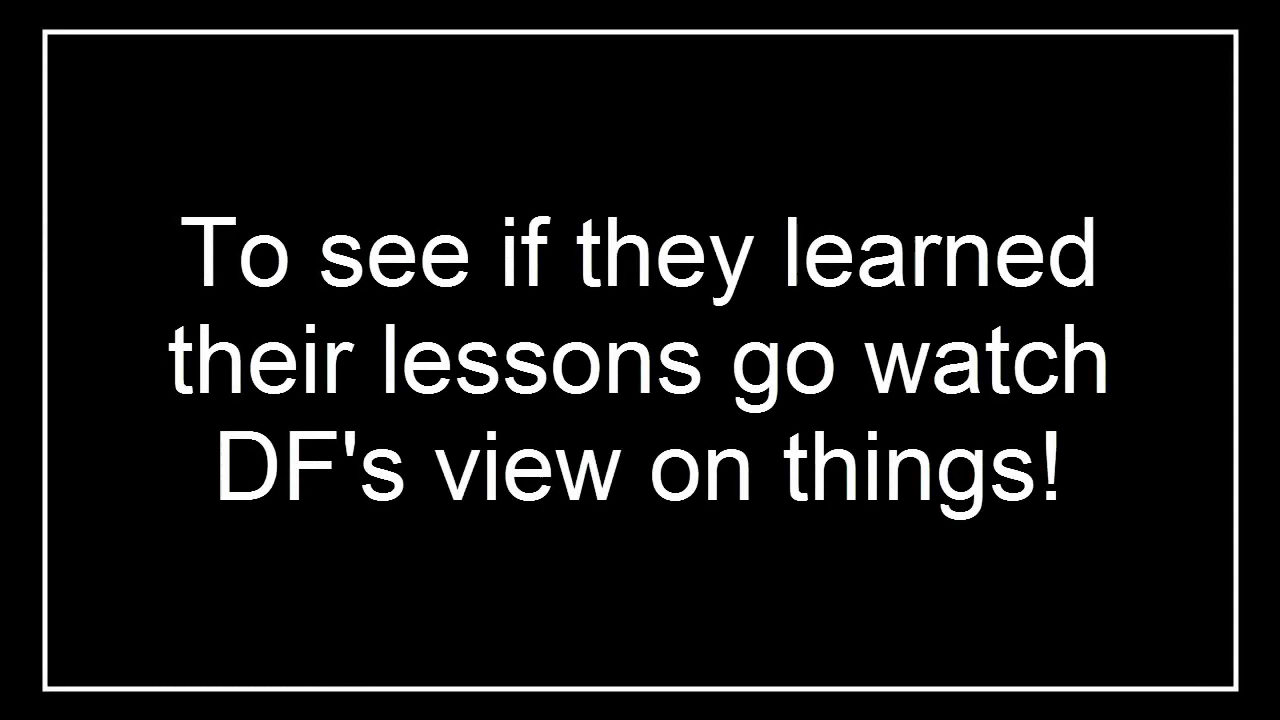 To see if they learned
their lessons go watch
DF's view on things!